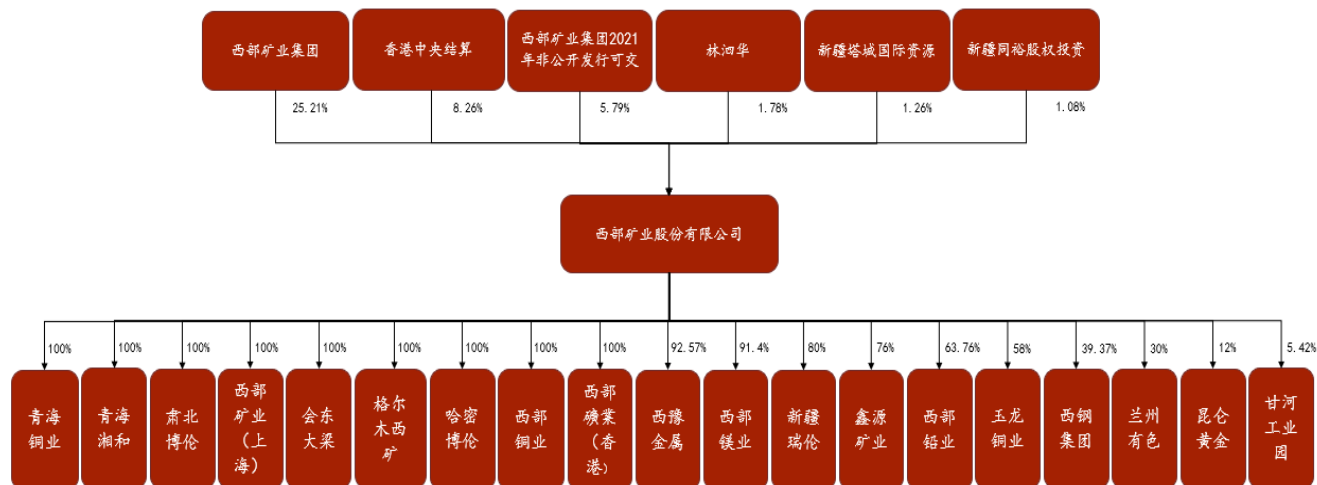 西部矿业集团
香港中央结算
西部矿业集团2021
年非公开发行可交
林泗华
新疆塔城国际资源
新疆同裕股权投资
25.21%
8.26%
5.79%
1.78%
1.26%
1.08%
西部矿业股份有限公司
100%
100%
100%
100%
100%
100%
100%
100%
100%
92.57%
91.4%
80%
76%
63.76%
58%
39.37%
30%
12%
5.42%
青海
铜业
青海
湘和
肃北
博伦
西部
矿业
（上
海）
会东
大梁
格尔
木西
矿
哈密
博伦
西部
铜业
西部
礦業
（香
港）
西豫
金属
西部
镁业
新疆
瑞伦
鑫源
矿业
西部
铅业
玉龙
铜业
西钢
集团
兰州
有色
昆仑
黄金
甘河
工业
园